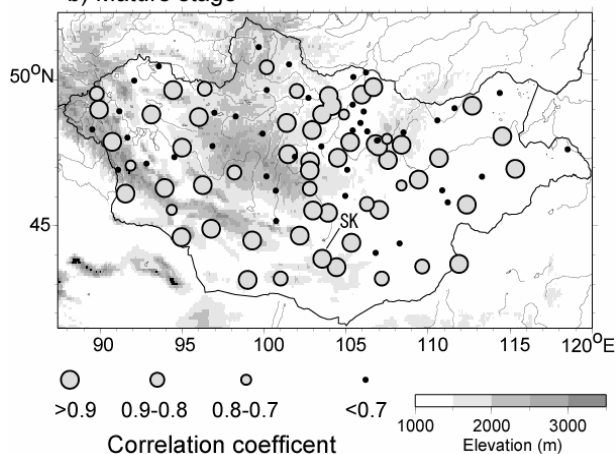 b) Mature stage
50°N
45
SK
90 95 100 105 110 115 120°E
>0.9 0.9-0.8 0.8-0.7 <0.7
1000 2000 3000
Correlation coefficent
Elevation (m)